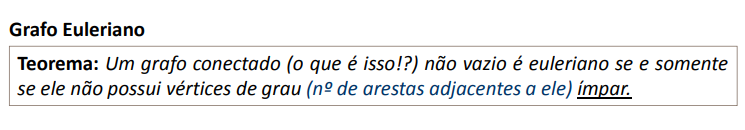 Grafo Euleriano
Teorema: Um grafo conectado (o que é isso!?) não vazio é euleriano se e somente
se ele não possui vértices de grau (nº de arestas adjacentes a ele) ímpar.